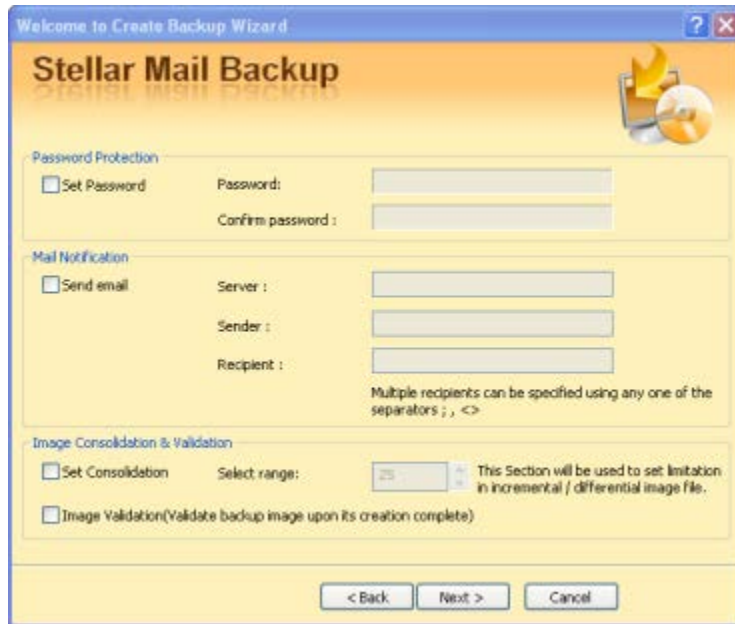 Welcome to Create Backup Wizard
Stellar Mail Backup
Password Protection
Set Password
Password:
Confirm password :
Mail Notification
Send email
Server :
Sender :
Recipient :
Multiple recipients can be specified using any one of the
separators ; , <>
Image Consolidation & Validation
Set Consolidation
Select range:
25
This Section will be used to set limitation
in incremental / differential image file.
Image Validation(Validate backup image upon its creation complete)
< Back
Next >
Cancel